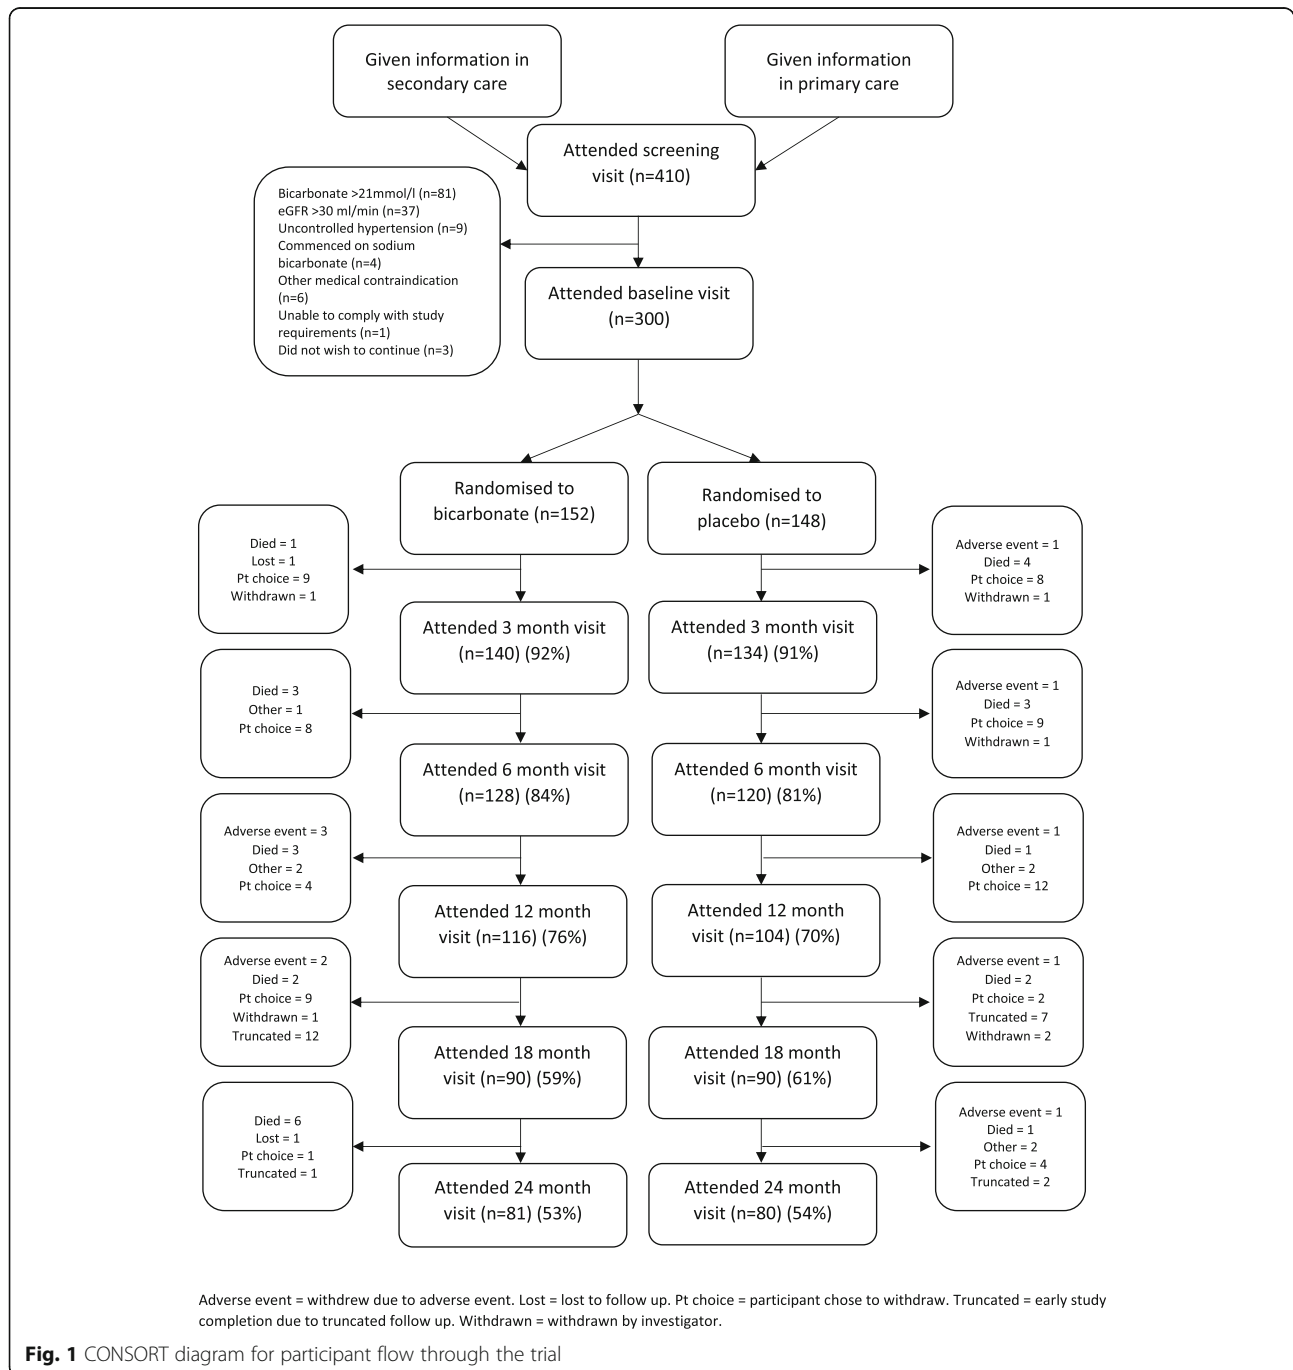 Given information in
secondary care
Given information
in primary care
Attended screening
visit (n=410)
Bicarbonate >21mmol/l (n=81)
eGFR >30 ml/min (n=37)
Uncontrolled hypertension (n=9)
Commenced on sodium
bicarbonate (n=4)
Other medical contraindication
(n=6)
Unable to comply with study
requirements (n=1)
Did not wish to continue (n=3)
Attended baseline visit
(n=300)
Randomised to
bicarbonate (n=152)
Randomised to
placebo (n=148)
Died = 1
Lost = 1
Pt choice = 9
Withdrawn = 1
Adverse event = 1
Died = 4
Pt choice = 8
Withdrawn = 1
Attended 3 month visit
(n=140) (92%)
Attended 3 month visit
(n=134) (91%)
Died = 3
Other = 1
Pt choice = 8
Adverse event = 1
Died = 3
Pt choice = 9
Withdrawn = 1
Attended 6 month visit
(n=128) (84%)
Attended 6 month visit
(n=120) (81%)
Adverse event = 3
Died = 3
Other = 2
Pt choice = 4
Adverse event = 1
Died = 1
Other = 2
Pt choice = 12
Attended 12 month
visit (n=116) (76%)
Attended 12 month
visit (n=104) (70%)
Adverse event = 2
Died = 2
Pt choice = 9
Withdrawn = 1
Truncated = 12
Adverse event = 1
Died = 2
Pt choice = 2
Truncated = 7
Withdrawn = 2
Attended 18 month
visit (n=90) (59%)
Attended 18 month
visit (n=90) (61%)
Died = 6
Lost = 1
Pt choice = 1
Truncated = 1
Adverse event = 1
Died = 1
Other = 2
Pt choice = 4
Truncated = 2
Attended 24 month
visit (n=81) (53%)
Attended 24 month
visit (n=80) (54%)
Adverse event = withdrew due to adverse event. Lost = lost to follow up. Pt choice = participant chose to withdraw. Truncated = early study
completion due to truncated follow up. Withdrawn = withdrawn by investigator.
Fig. 1 CONSORT diagram for participant flow through the trial